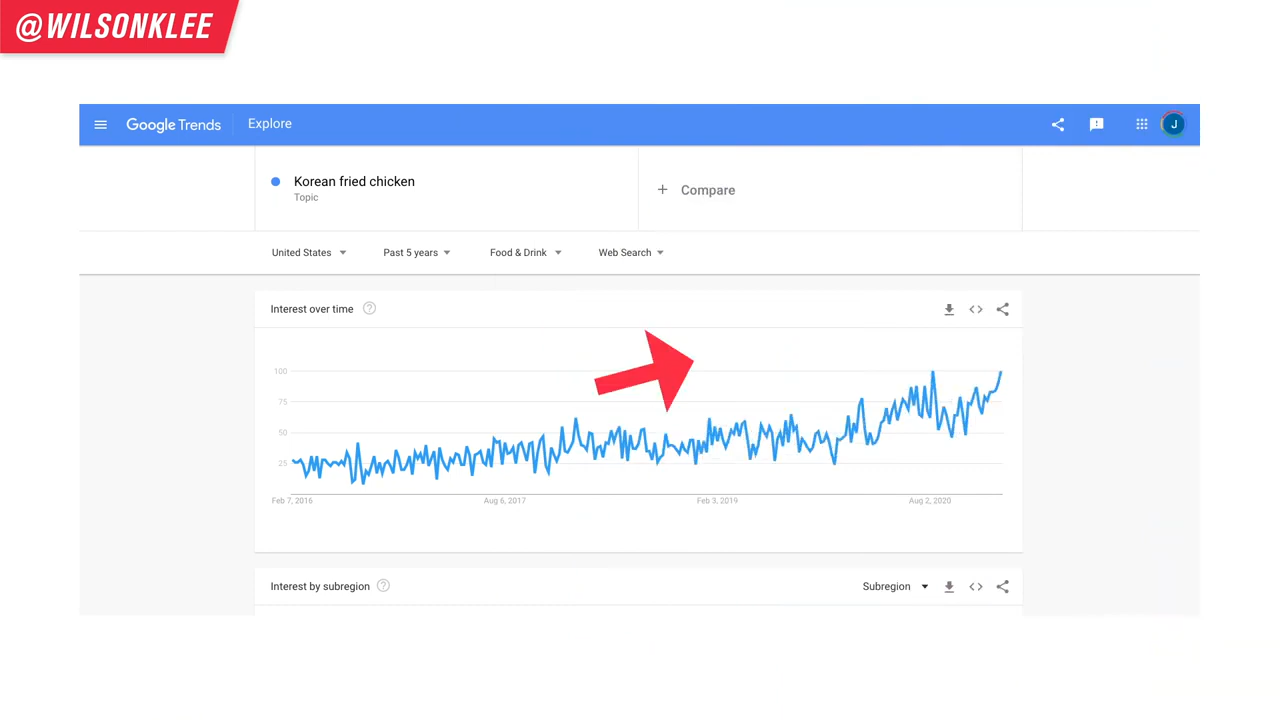 @WILSONKLEE
Google Trends Explore J
Korean fried chicken
Topic
+ Compare
United States Past 5 years Food & Drink Web Search
Interest over time ?
100
75
50
25
Feb 7, 2016 Aug 6, 2017 Feb 3, 2019 Aug 2, 2020
Interest by subregion ? Subregion